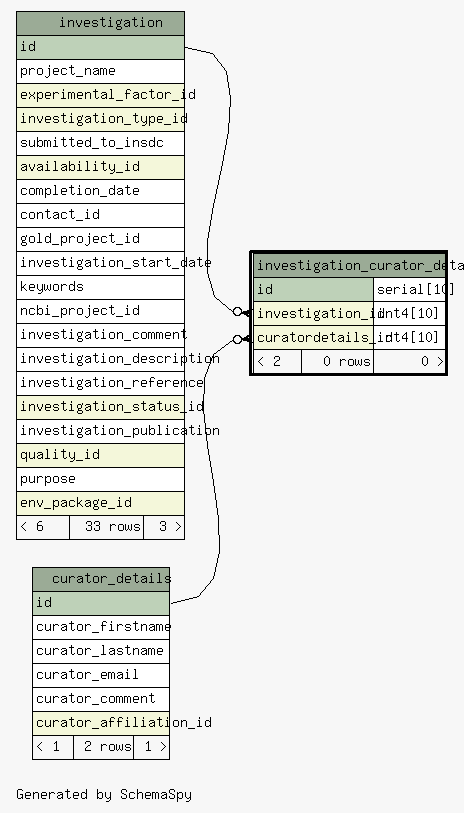 investigation
id
project_name
experimental_factor_id
investigation_type_id
submitted_to_insdc
availability_id
completion_date
contact_id
gold_project_id
investigation_start_date
keywords
ncbi_project_id
investigation_comment
investigation_description
investigation_reference
investigation_status_id
investigation_publication
quality_id
purpose
env_package_id
< 6 33 rows 3 >
investigation_curator_deta
id serial[10]
investigation_id int4[10]
curatordetails_id int4[10]
< 2 0 rows 0 >
curator_details
id
curator_firstname
curator_lastname
curator_email
curator_comment
curator_affiliation_id
< 1 2 rows 1 >
Generated by SchemaSpy